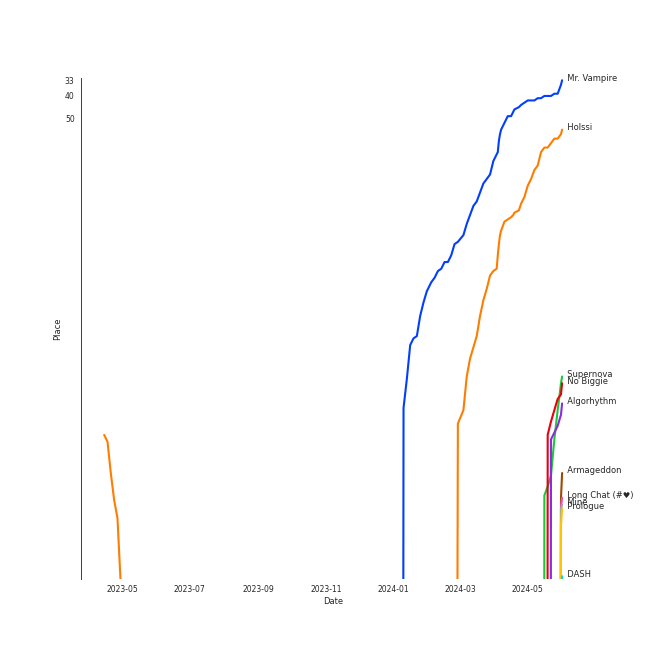 33
40
50
Place
Mr. Vampire
Holssi
Supernova
No Biggie
Algorhythm
Armageddon
Long Chat (#♥)
Mine
Prologue
DASH
2023-05 2023-07 2023-09 2023-11 2024-01 2024-03 2024-05
Date